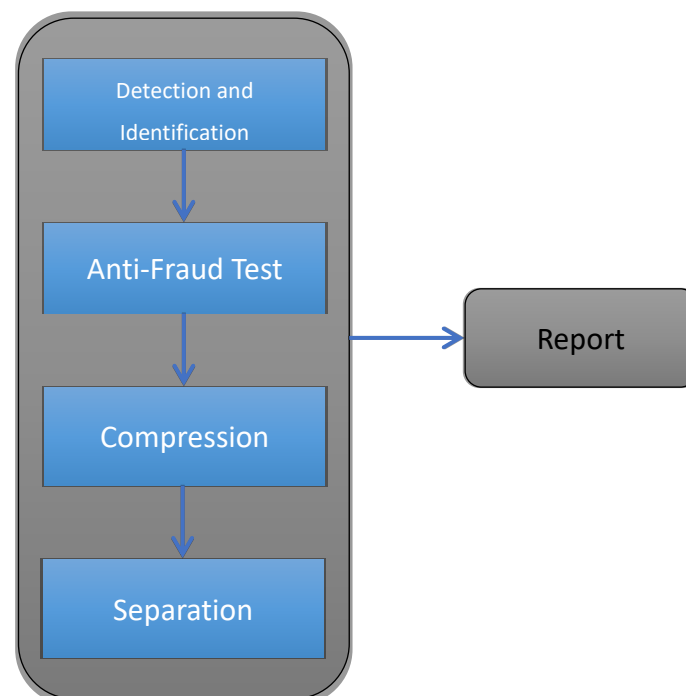 Detection and
Identification
Anti-Fraud Test
Compression
Separation
Report